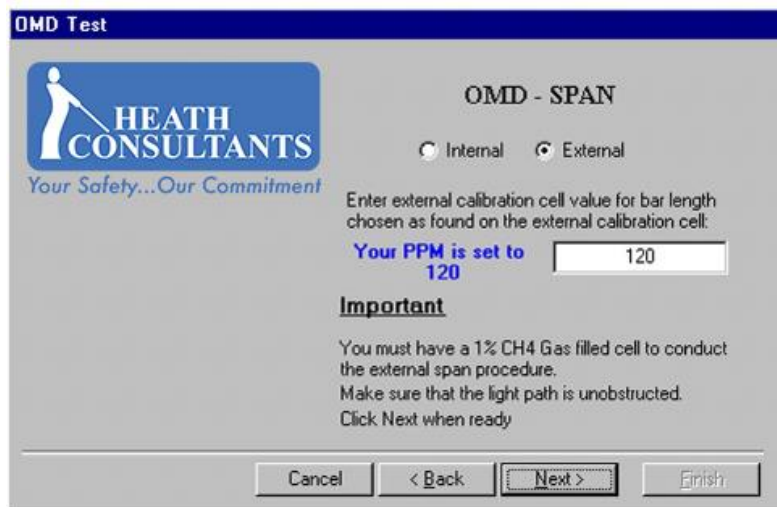 OMD Test
HEATH
CONSULTANTS
Your Safety...Our Commitment
OMD - SPAN
Internal
External
Enter external calibration cell value for bar length
chosen as found on the external calibration cell:
Your PPM is set to
120
120
Important
You must have a 1% CH4 Gas filled cell to conduct
the external span procedure.
Make sure that the light path is unobstructed.
Click Next when ready
Cancel
< Back
Next >
Finish